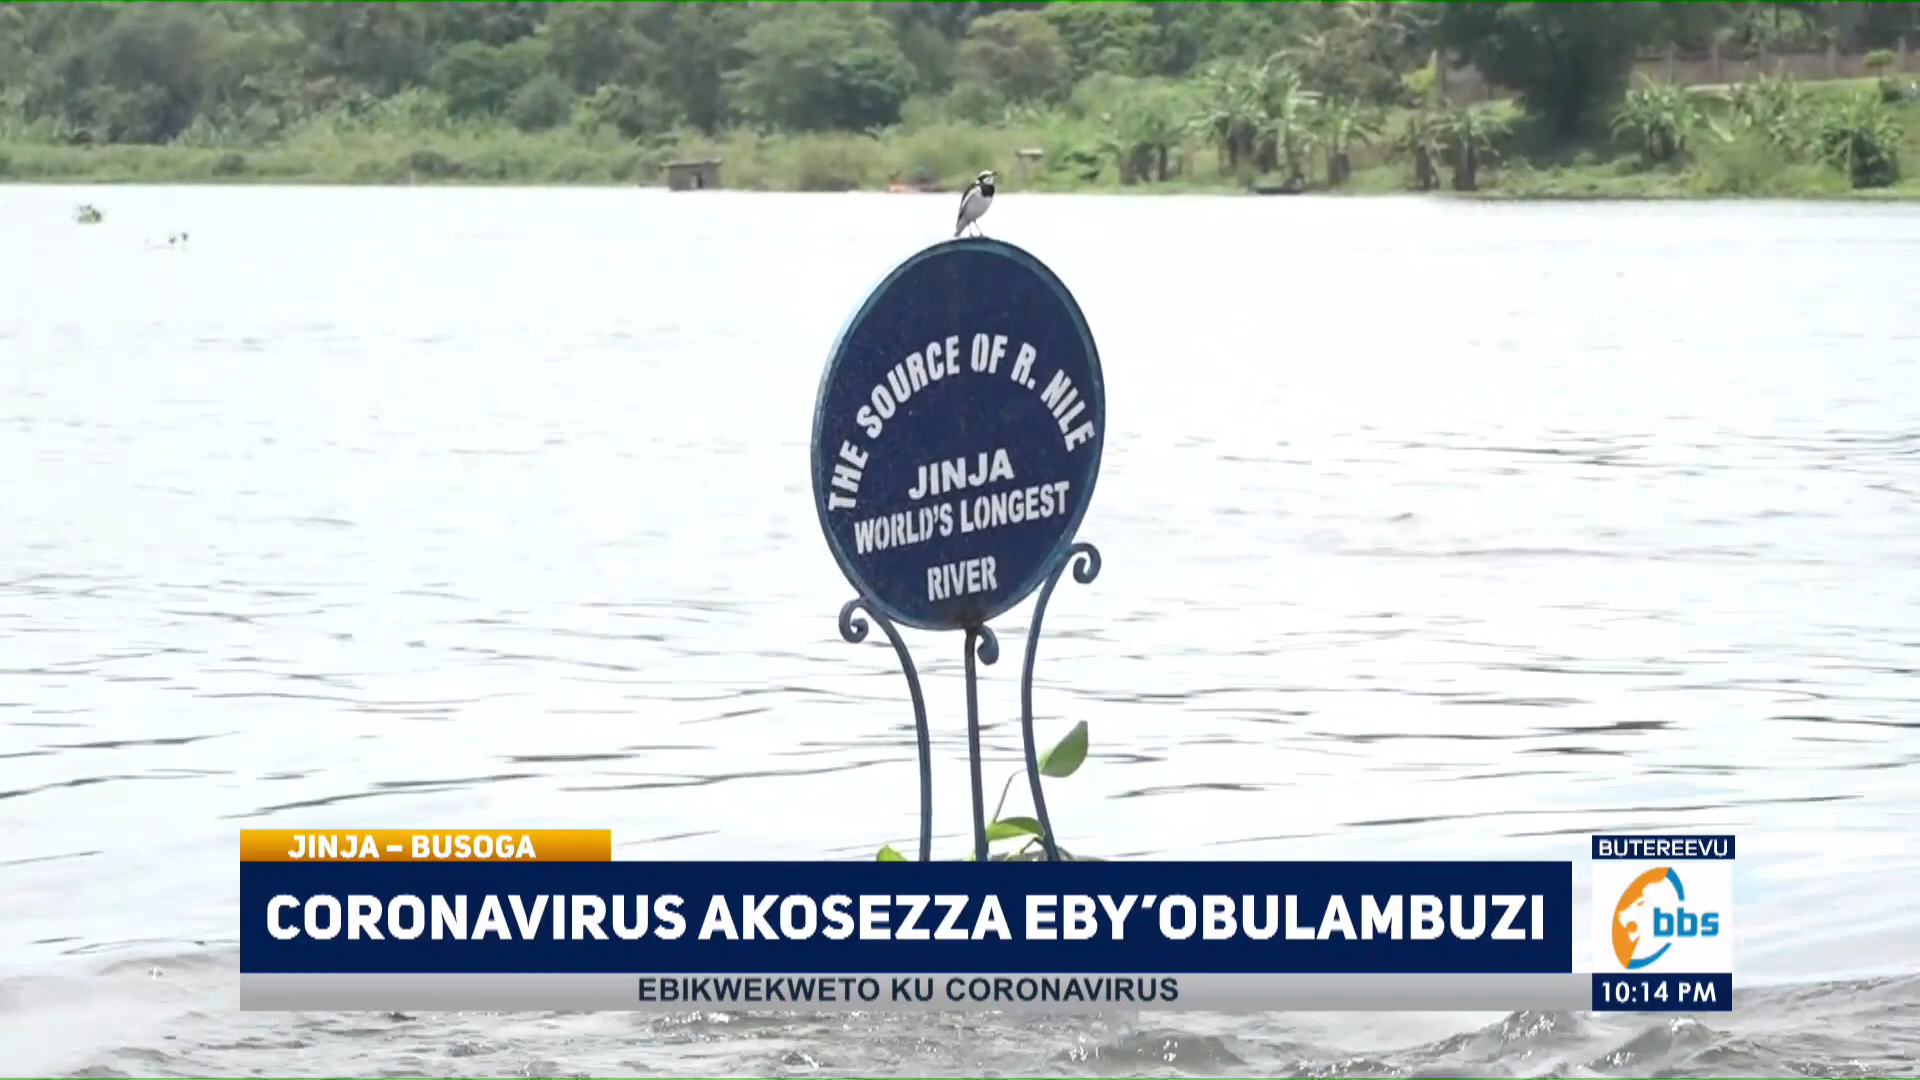 THE SOURCE OF R. NILE
JINJA
WORLD'S LONGEST
RIVER
JINJA – BUSOGA
CORONAVIRUS AKOSEZZA EBY'OBULAMBUZI
EBIKWEKWETO KU CORONAVIRUS
BUTEREEVU
bbs
10:14 PM